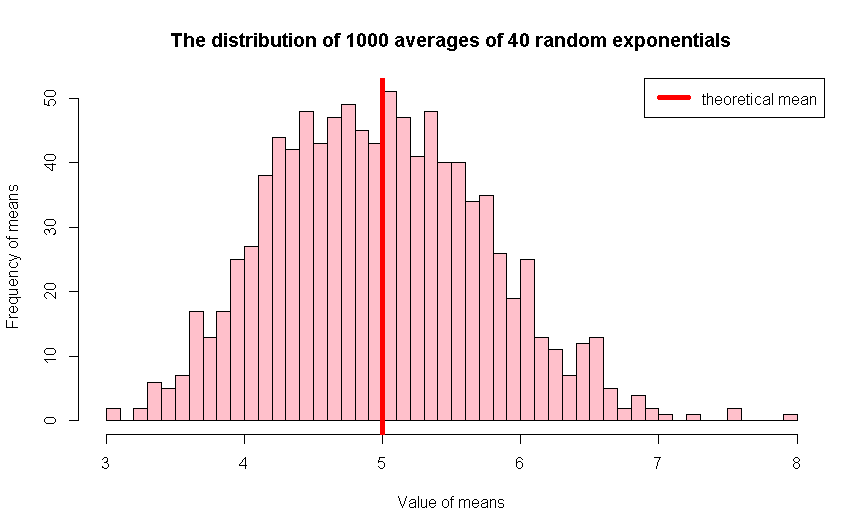 The distribution of 1000 averages of 40 random exponentials
theoretical mean
Frequency of means
50
40
30
20
10
0
3 4 5 6 7 8
Value of means